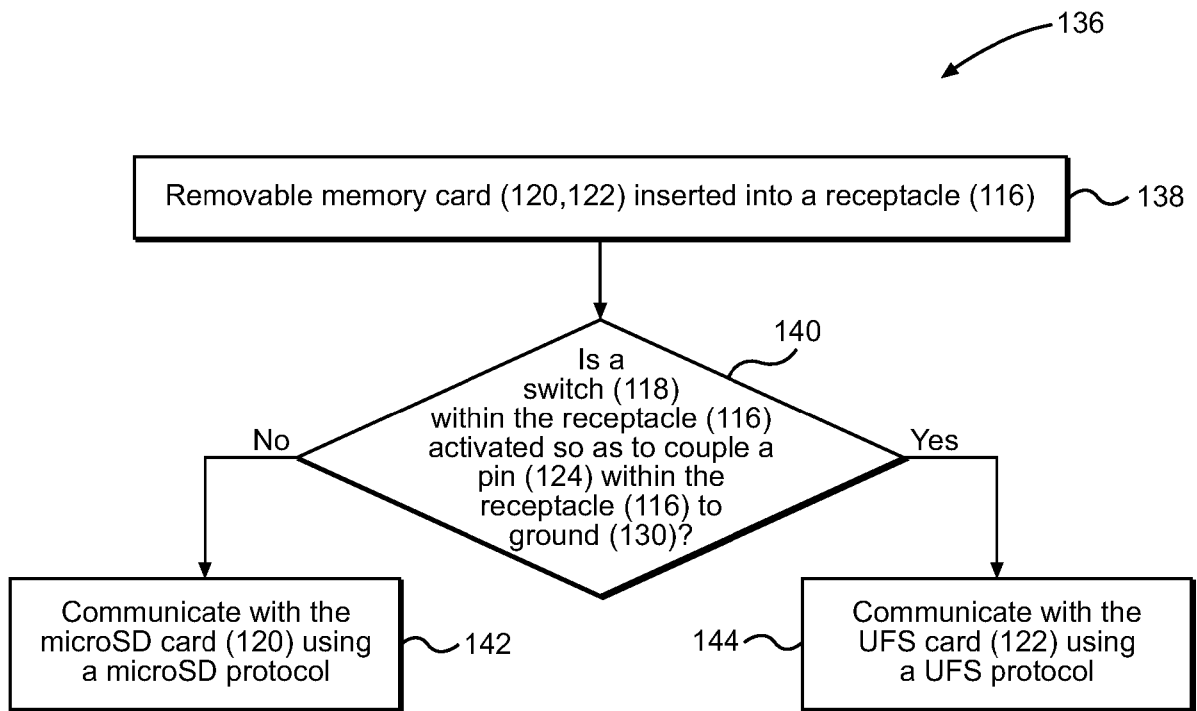 136
Removable memory card (120,122) inserted into a receptacle (116)
138
140
Is a
switch (118)
within the receptacle (116)
activated so as to couple a
pin (124) within the
receptacle (116) to
ground (130)?
No
Yes
Communicate with the
microSD card (120) using
a microSD protocol
142
144
Communicate with the
UFS card (122) using
a UFS protocol